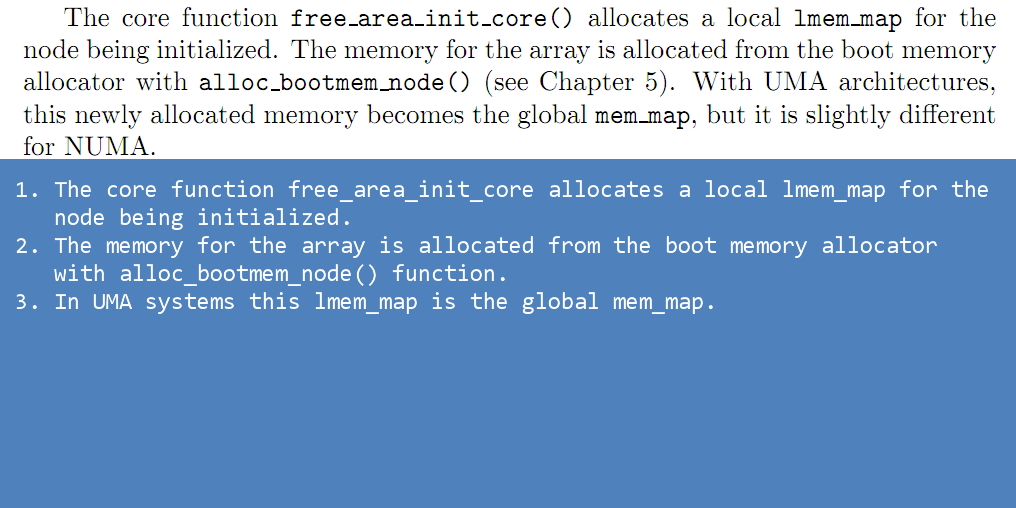 The core function free_area_init_core() allocates a local lmem_map for the
node being initialized. The memory for the array is allocated from the boot memory
allocator with alloc_bootmem_node() (see Chapter 5). With UMA architectures,
this newly allocated memory becomes the global mem_map, but it is slightly different
for NUMA.
1. The core function free_area_init_core allocates a local lmem_map for the
node being initialized.
2. The memory for the array is allocated from the boot memory allocator
with alloc_bootmem_node() function.
3. In UMA systems this lmem_map is the global mem_map.